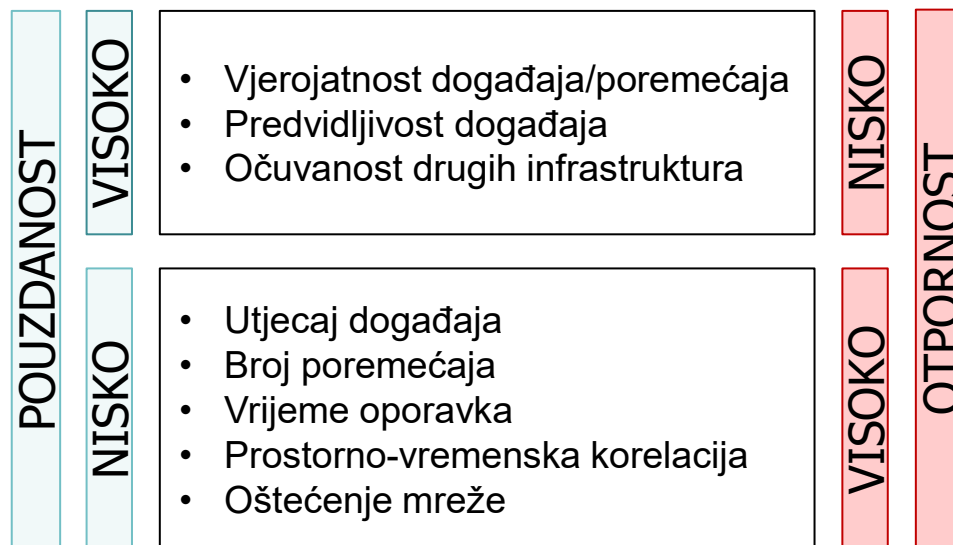 POUZDANOST
VISOKO
• Vjerojatnost događaja/poremećaja
• Predvidljivost događaja
• Očuvanost drugih infrastruktura
NISKO
OTPORNOST
NISKO
• Utjecaj događaja
• Broj poremećaja
• Vrijeme oporavka
• Prostorno-vremenska korelacija
• Oštećenje mreže
VISOKO